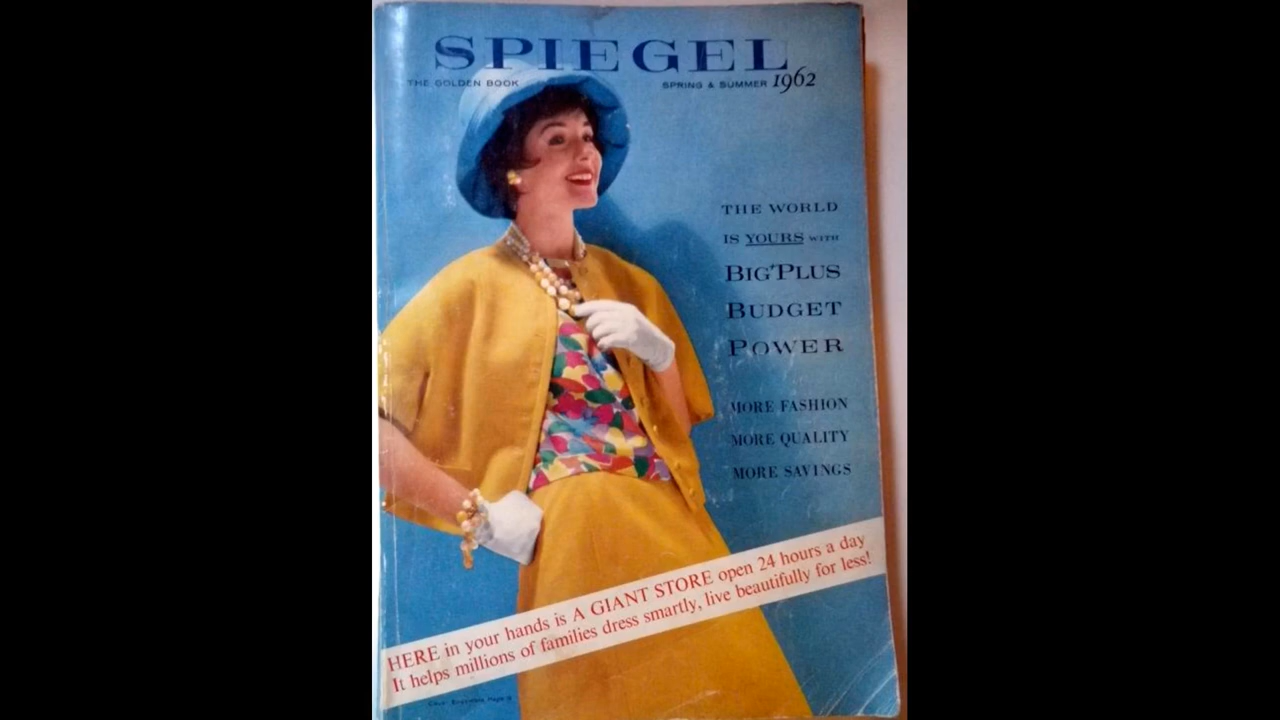 SPIEGEL
THE GOLDEN BOOK SPRING & SUMMER 1962
THE WORLD
IS YOURS WITH
BIG+PLUS
BUDGET
POWER
MORE FASHION
MORE QUALITY
MORE SAVINGS
HERE in your hands is A GIANT STORE open 24 hours a day
It helps millions of families dress smartly, live beautifully for less!